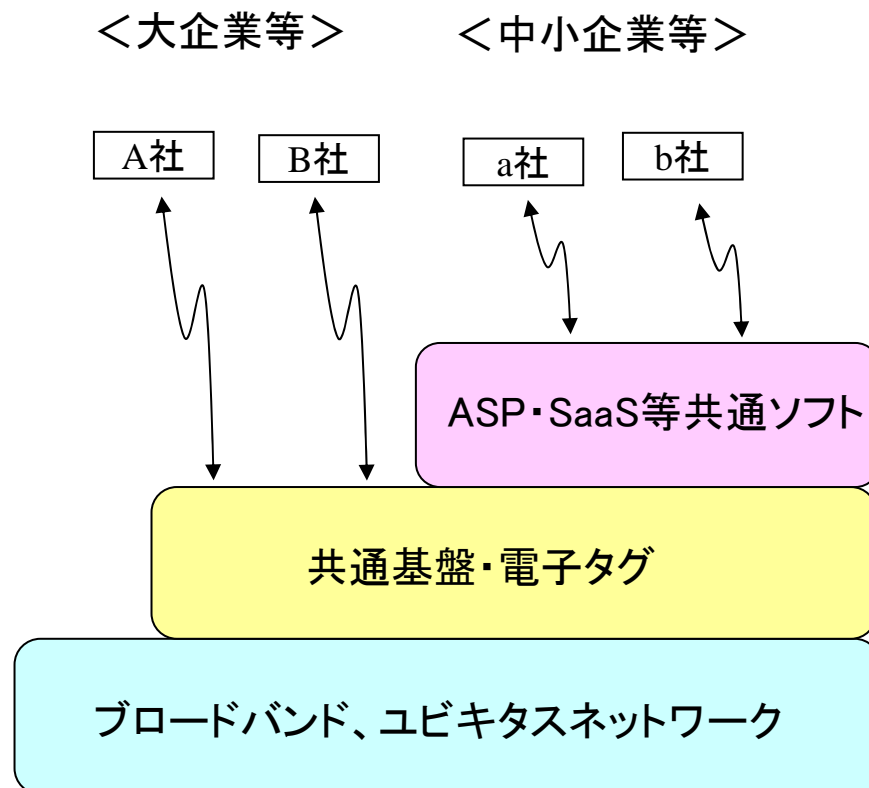 ＜大企業等＞ ＜中小企業等＞
A社 B社 a社 b社
ASP・SaaS等共通ソフト
共通基盤・電子タグ
ブロードバンド、ユビキタスネットワーク